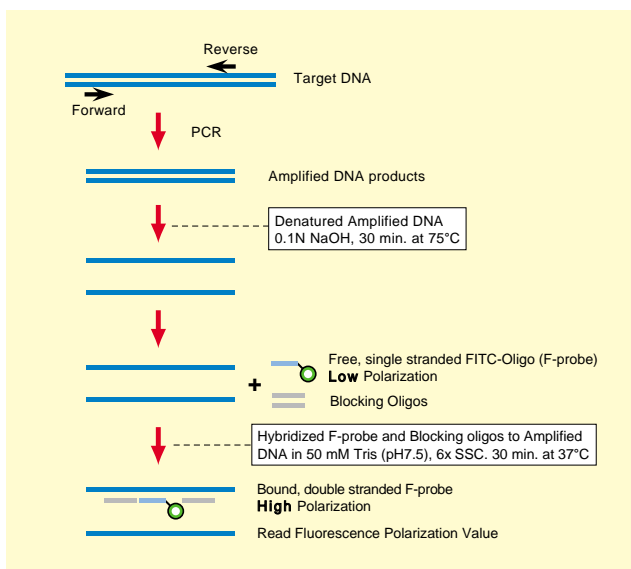 Reverse
Target DNA
Forward
PCR
Amplified DNA products
Denatured Amplified DNA
0.1N NaOH, 30 min. at 75°C
+
Free, single stranded FITC-Oligo (F-probe)
Low Polarization
Blocking Oligos
Hybridized F-probe and Blocking oligos to Amplified
DNA in 50 mM Tris (pH7.5), 6x SSC. 30 min. at 37°C
Bound, double stranded F-probe
High Polarization
Read Fluorescence Polarization Value